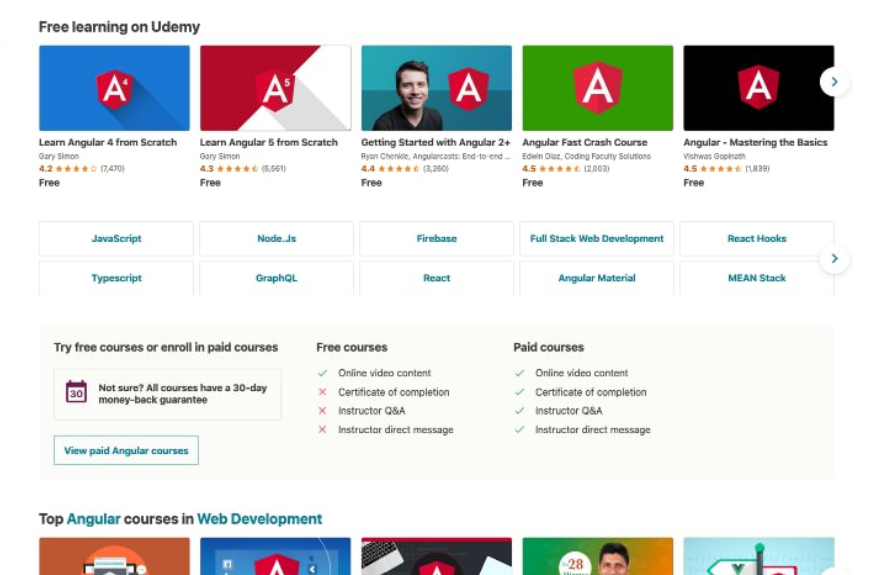 Free learning on Udemy
A4
A5
A
A
A
Learn Angular 4 from Scratch
Gary Simon
4.2 (7,470)
Free
Learn Angular 5 from Scratch
Gary Simon
4.3 (5,561)
Free
Getting Started with Angular 2+
Ryan Chenkie, Angularcasts: End-to-end ...
4.4 (3,260)
Free
Angular Fast Crash Course
Edwin Diaz, Coding Faculty Solutions
4.5 (2,003)
Free
Angular - Mastering the Basics
Vishwas Gopinath
4.5 (1,839)
Free
JavaScript
Node.Js
Firebase
Full Stack Web Development
React Hooks
Typescript
GraphQL
React
Angular Material
MEAN Stack
Try free courses or enroll in paid courses
30
Not sure? All courses have a 30-day
money-back guarantee
View paid Angular courses
Free courses
Online video content
Certificate of completion
Instructor Q&A
Instructor direct message
Paid courses
Online video content
Certificate of completion
Instructor Q&A
Instructor direct message
Top Angular courses in Web Development
28